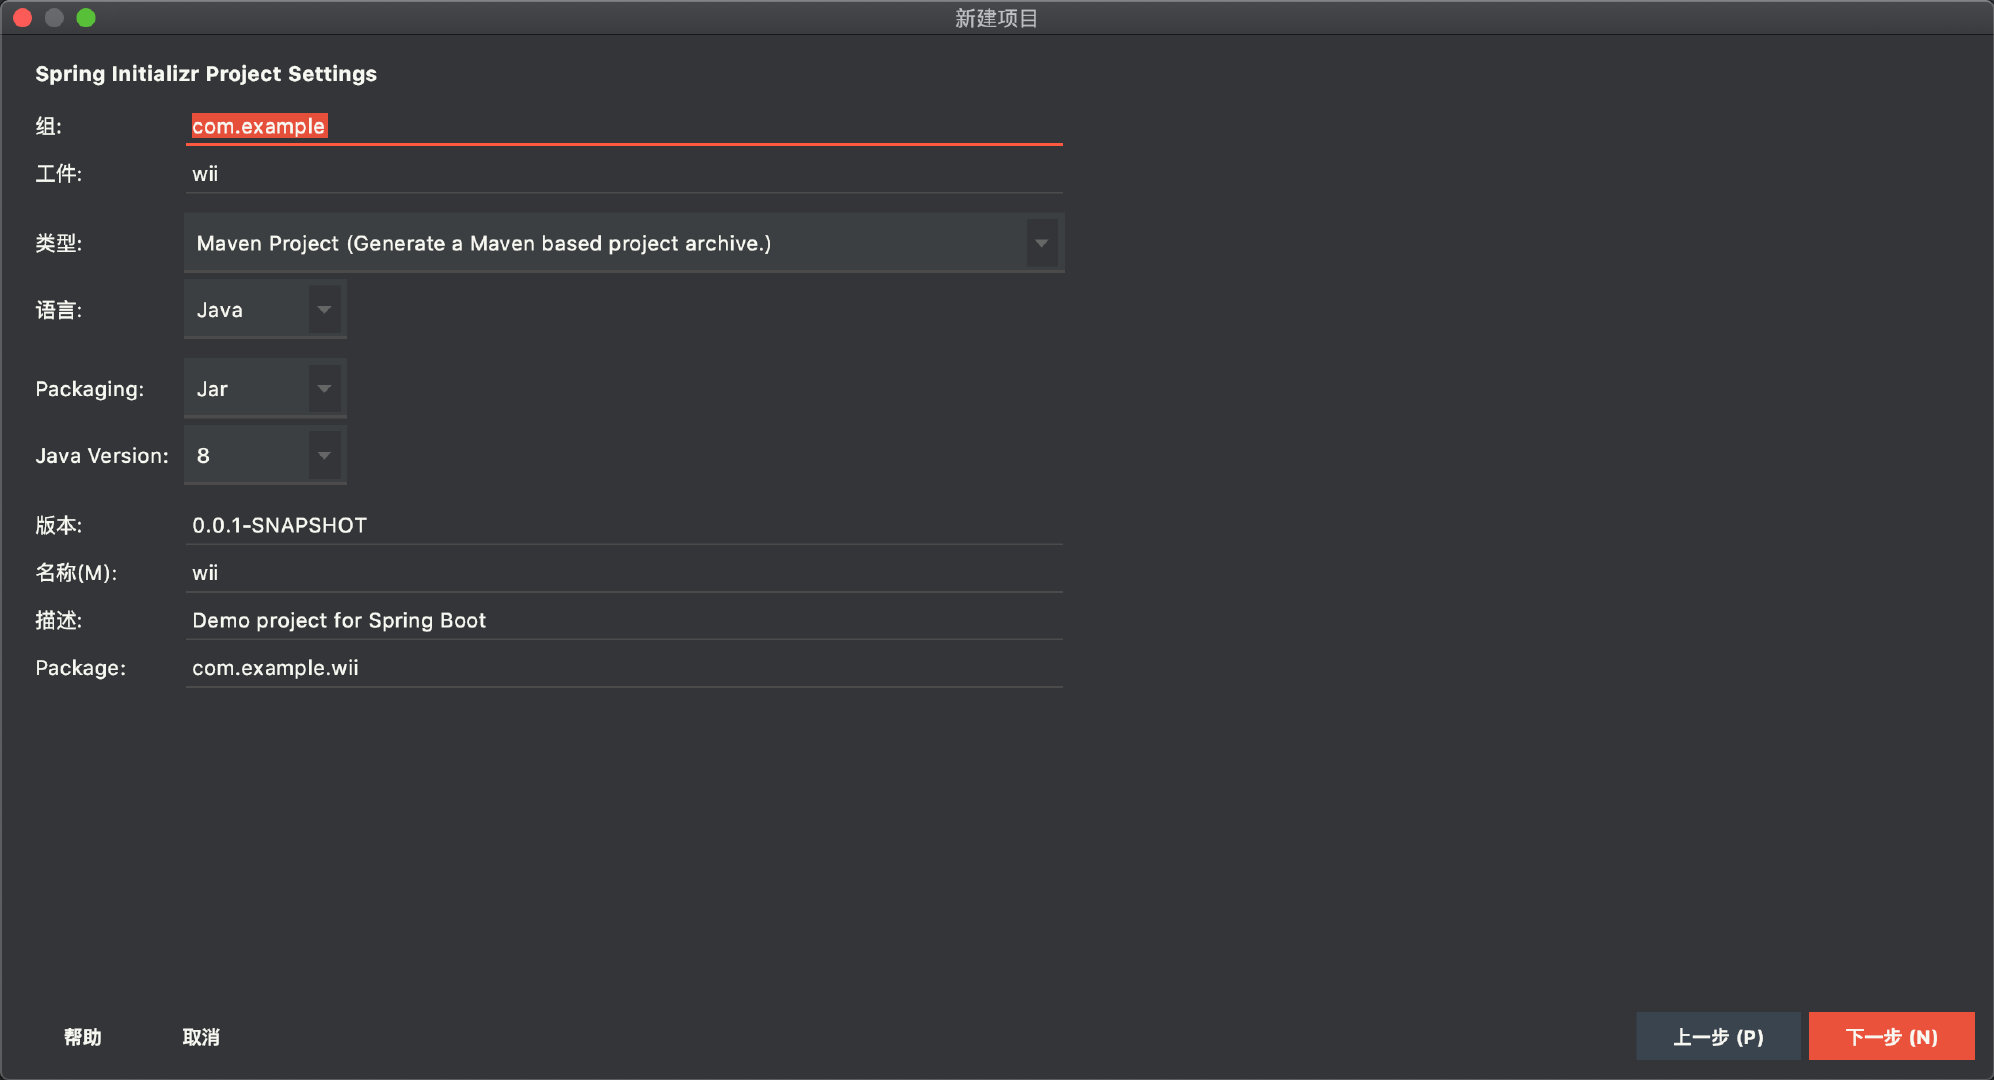 新建项目
Spring Initializr Project Settings
组: com.example
工件: wii
类型: Maven Project (Generate a Maven based project archive.)
语言: Java
Packaging: Jar
Java Version: 8
版本: 0.0.1-SNAPSHOT
名称(M): wii
描述: Demo project for Spring Boot
Package: com.example.wii
帮助 取消 上一步 (P) 下一步 (N)